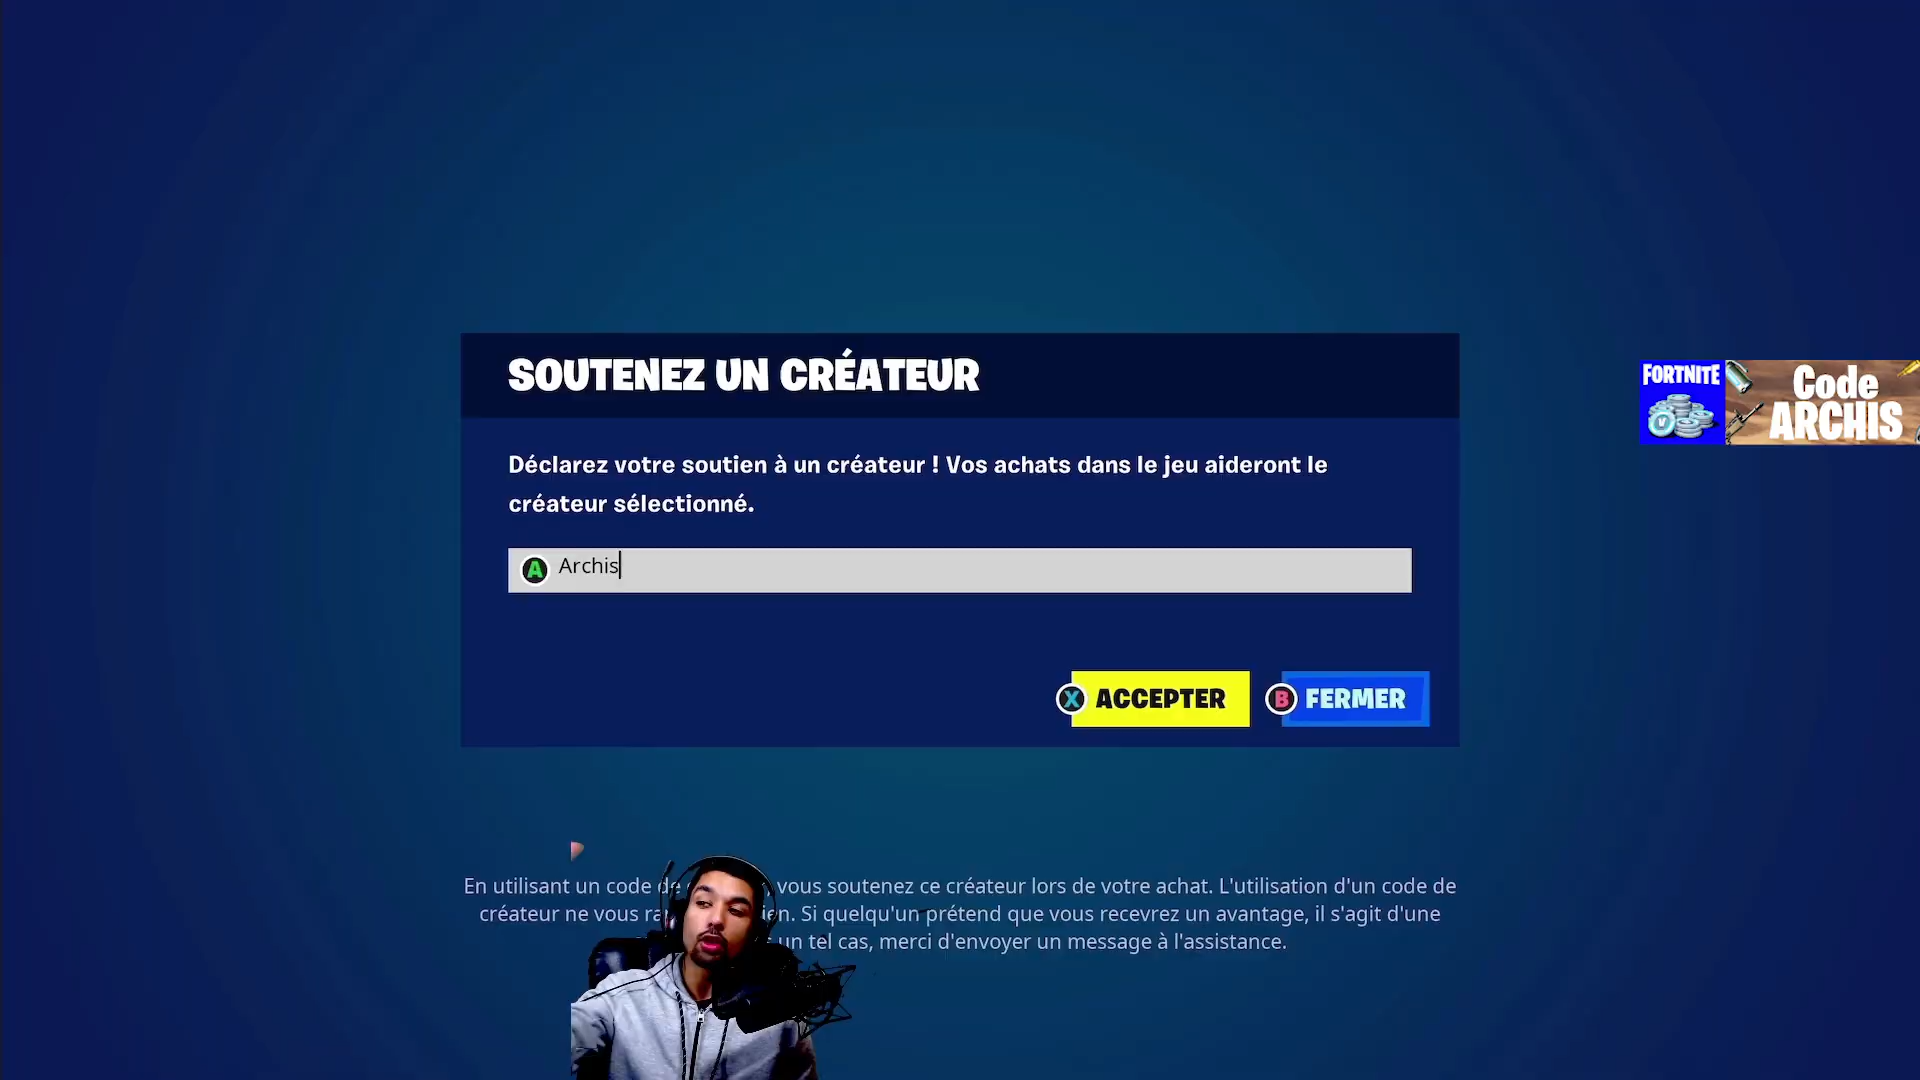 SOUTENEZ UN CRÉATEUR
Déclarez votre soutien à un créateur ! Vos achats dans le jeu aideront le
créateur sélectionné.
A Archis
X ACCEPTER B FERMER
FORTNITE
Code
ARCHIS
En utilisant un code de vous soutenez ce créateur lors de votre achat. L'utilisation d'un code de
créateur ne vous Si quelqu'un prétend que vous recevrez un avantage, il s'agit d'une
un tel cas, merci d'envoyer un message à l'assistance.